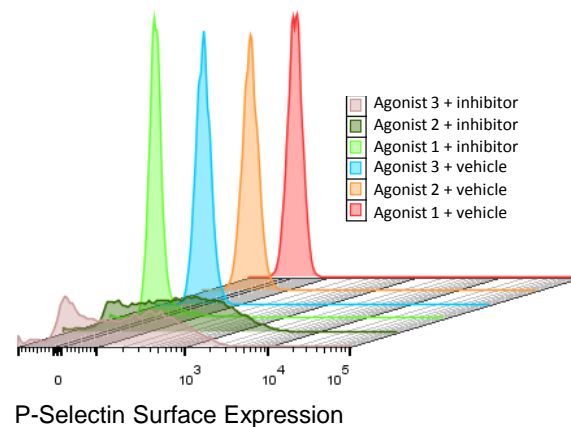 Agonist 3 + inhibitor
Agonist 2 + inhibitor
Agonist 1 + inhibitor
Agonist 3 + vehicle
Agonist 2 + vehicle
Agonist 1 + vehicle
0 10^3 10^4 10^5
P-Selectin Surface Expression